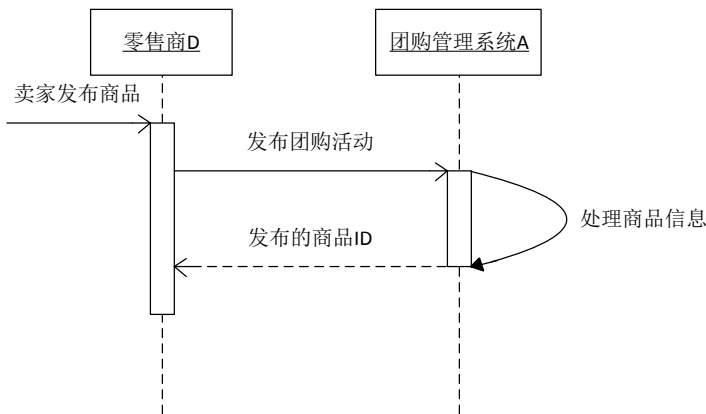 零售商D
团购管理系统A
卖家发布商品
发布团购活动
处理商品信息
发布的商品ID